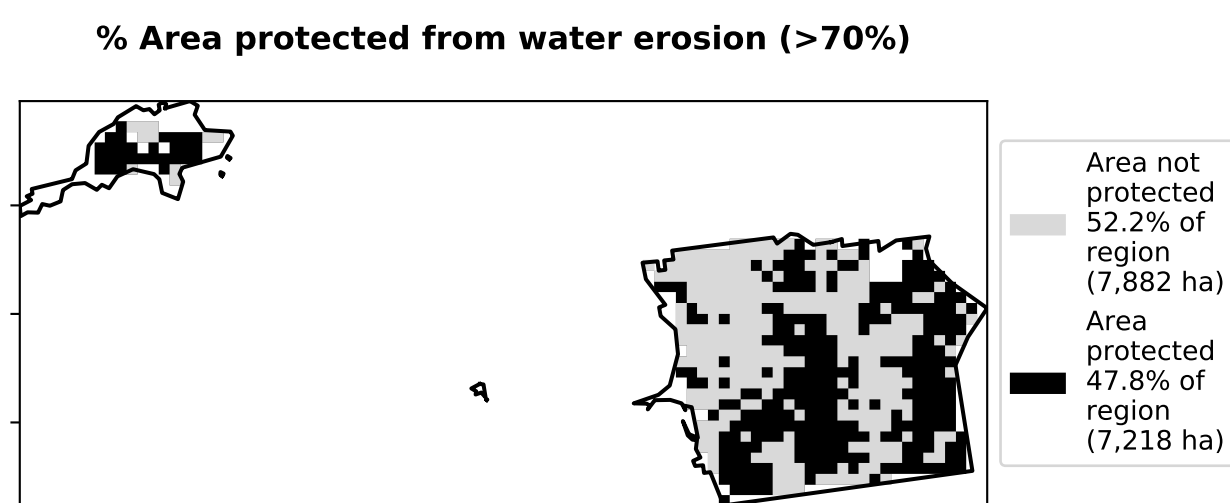 % Area protected from water erosion (>70%)
Area not
protected
52.2% of
region
(7,882 ha)
Area
protected
47.8% of
region
(7,218 ha)